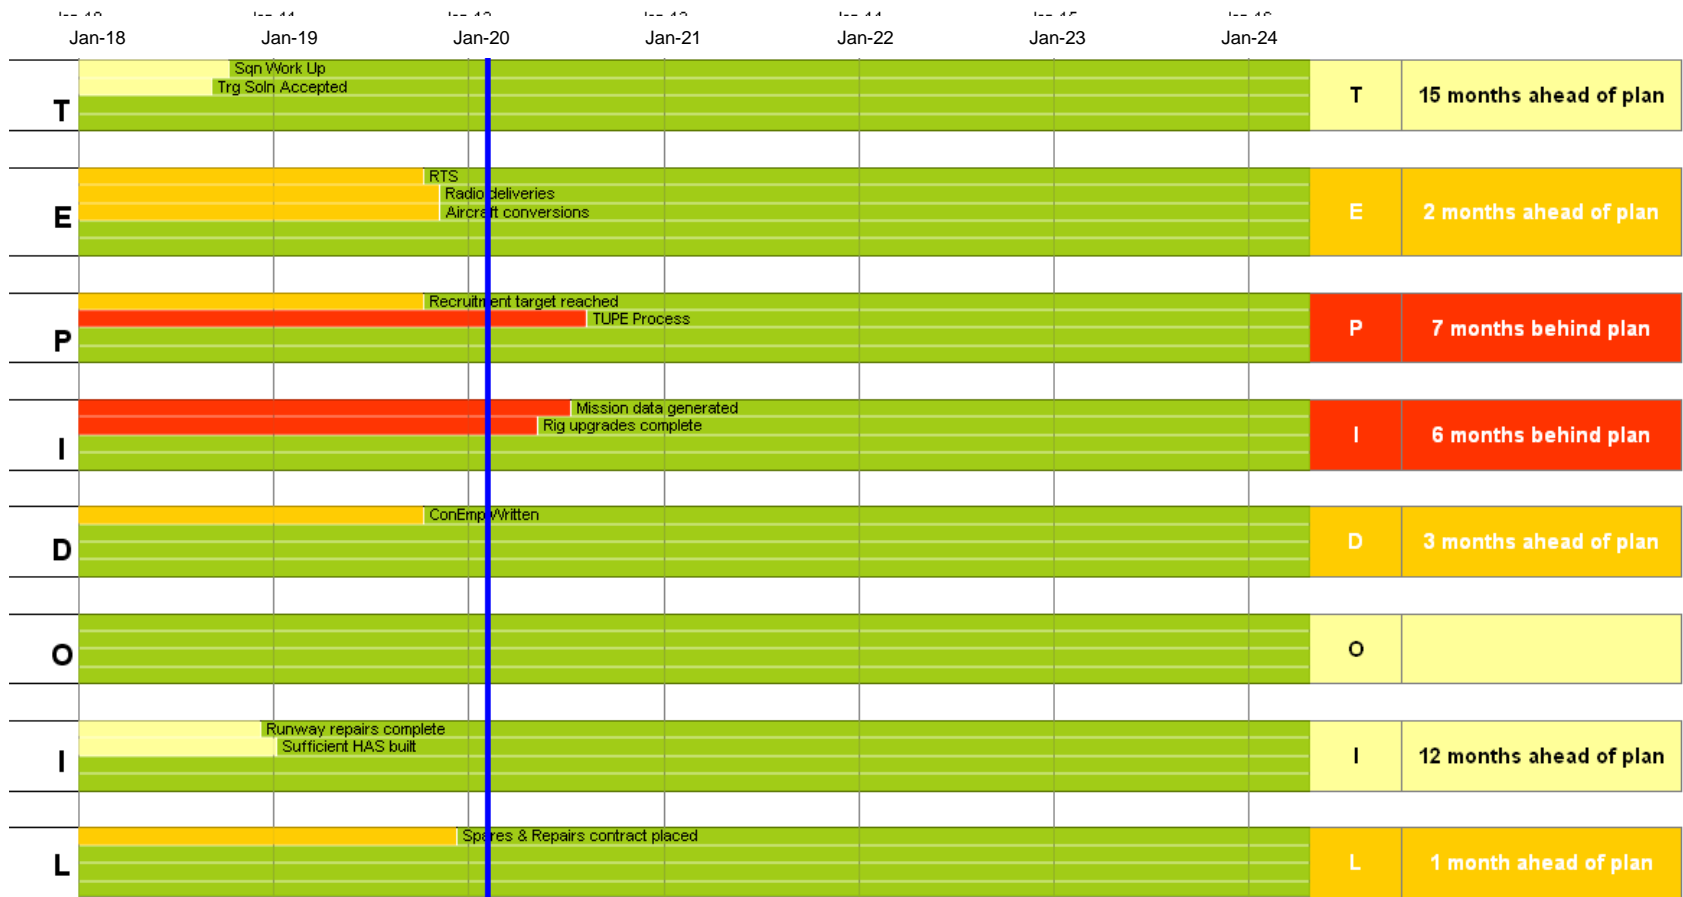 Jan-18 Jan-19 Jan-20 Jan-21 Jan-22 Jan-23 Jan-24
Sqn Work Up
Trg Soln Accepted
T T 15 months ahead of plan
RTS
Radio deliveries
Aircraft conversions
E E 2 months ahead of plan
Recruitment target reached
TUPE Process
P P 7 months behind plan
Mission data generated
Rig upgrades complete
I I 6 months behind plan
ConEmp Written
D D 3 months ahead of plan
O O
Runway repairs complete
Sufficient HAS built
I I 12 months ahead of plan
Spares & Repairs contract placed
L L 1 month ahead of plan